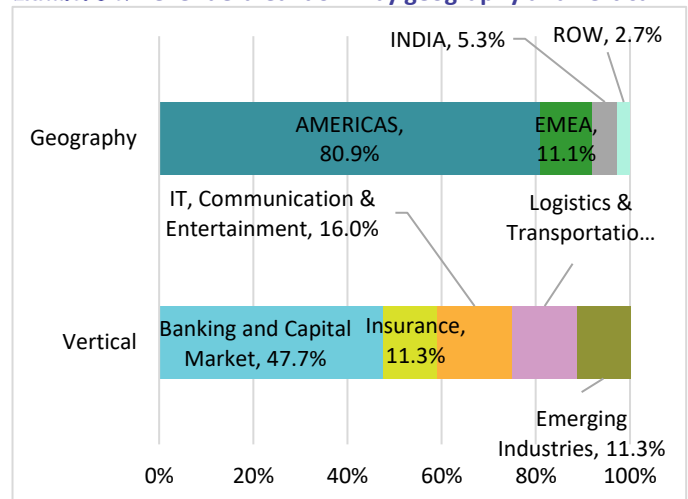 INDIA, 5.3%
ROW, 2.7%
Geography
AMERICAS,
80.9%
EMEA,
11.1%
IT, Communication &
Entertainment, 16.0%
Logistics &
Transportatio...
Vertical
Banking and Capital
Market, 47.7%
Insurance,
11.3%
Emerging
Industries, 11.3%
0% 20% 40% 60% 80% 100%